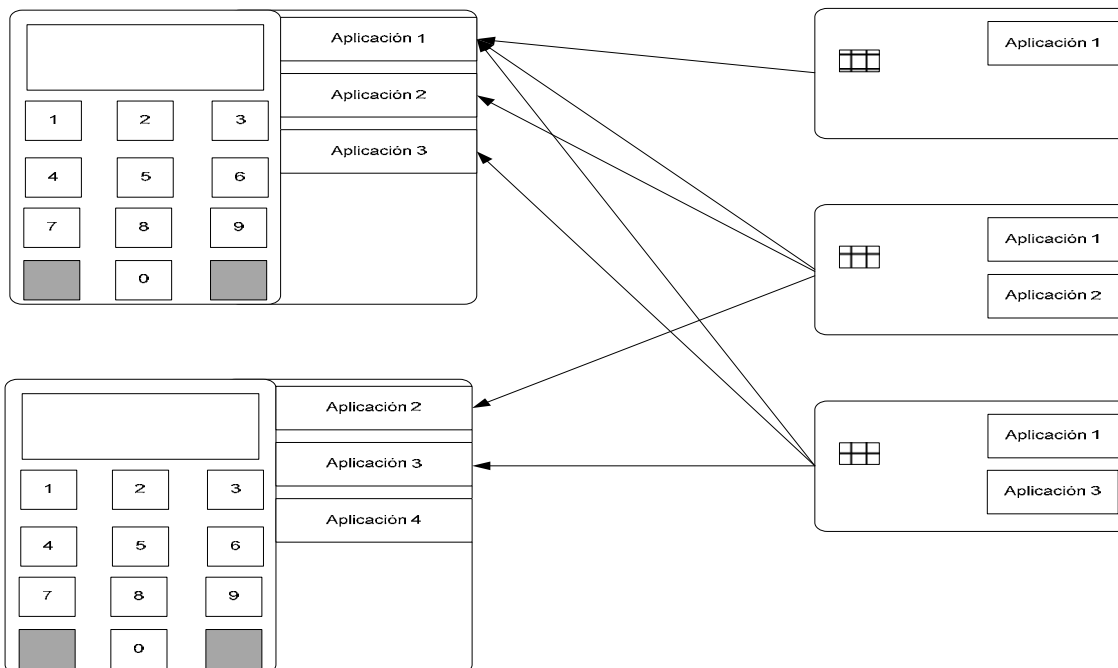 Aplicación 1
Aplicación 2
Aplicación 3
1 2 3
4 5 6
7 8 9
0
Aplicación 1
Aplicación 1
Aplicación 2
Aplicación 2
Aplicación 3
Aplicación 4
1 2 3
4 5 6
7 8 9
0
Aplicación 1
Aplicación 3